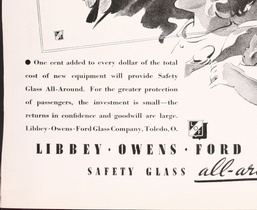 ● One cent added to every dollar of the total
cost of new equipment will provide Safety
Glass All-Around. For the greater protection
of passengers, the investment is small—the
returns in confidence and goodwill are large.
Libbey·Owens·Ford Glass Company, Toledo, O.
LIBBEY · OWENS · FORD
SAFETY GLASS all-ar